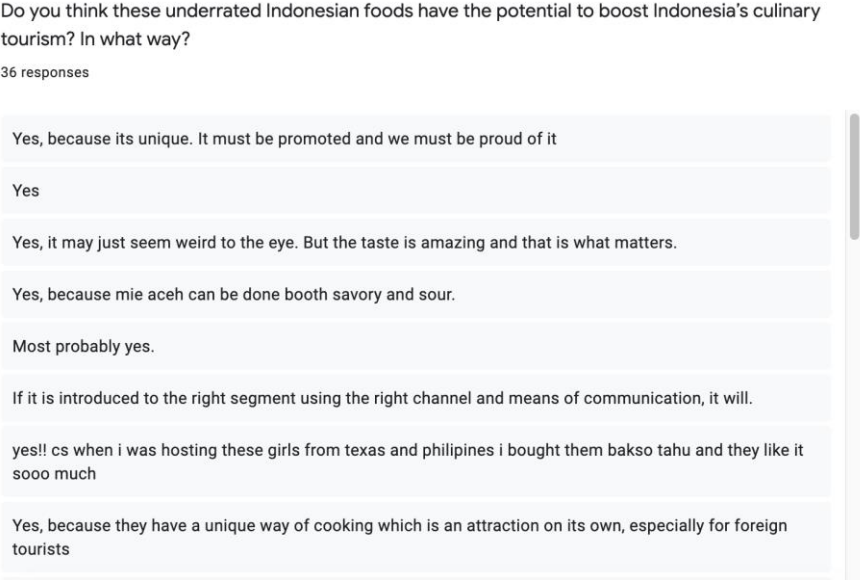 Do you think these underrated Indonesian foods have the potential to boost Indonesia's culinary
tourism? In what way?
36 responses
Yes, because its unique. It must be promoted and we must be proud of it
Yes
Yes, it may just seem weird to the eye. But the taste is amazing and that is what matters.
Yes, because mie aceh can be done booth savory and sour.
Most probably yes.
If it is introduced to the right segment using the right channel and means of communication, it will.
yes!! cs when i was hosting these girls from texas and philipines i bought them bakso tahu and they like it
sooo much
Yes, because they have a unique way of cooking which is an attraction on its own, especially for foreign
tourists